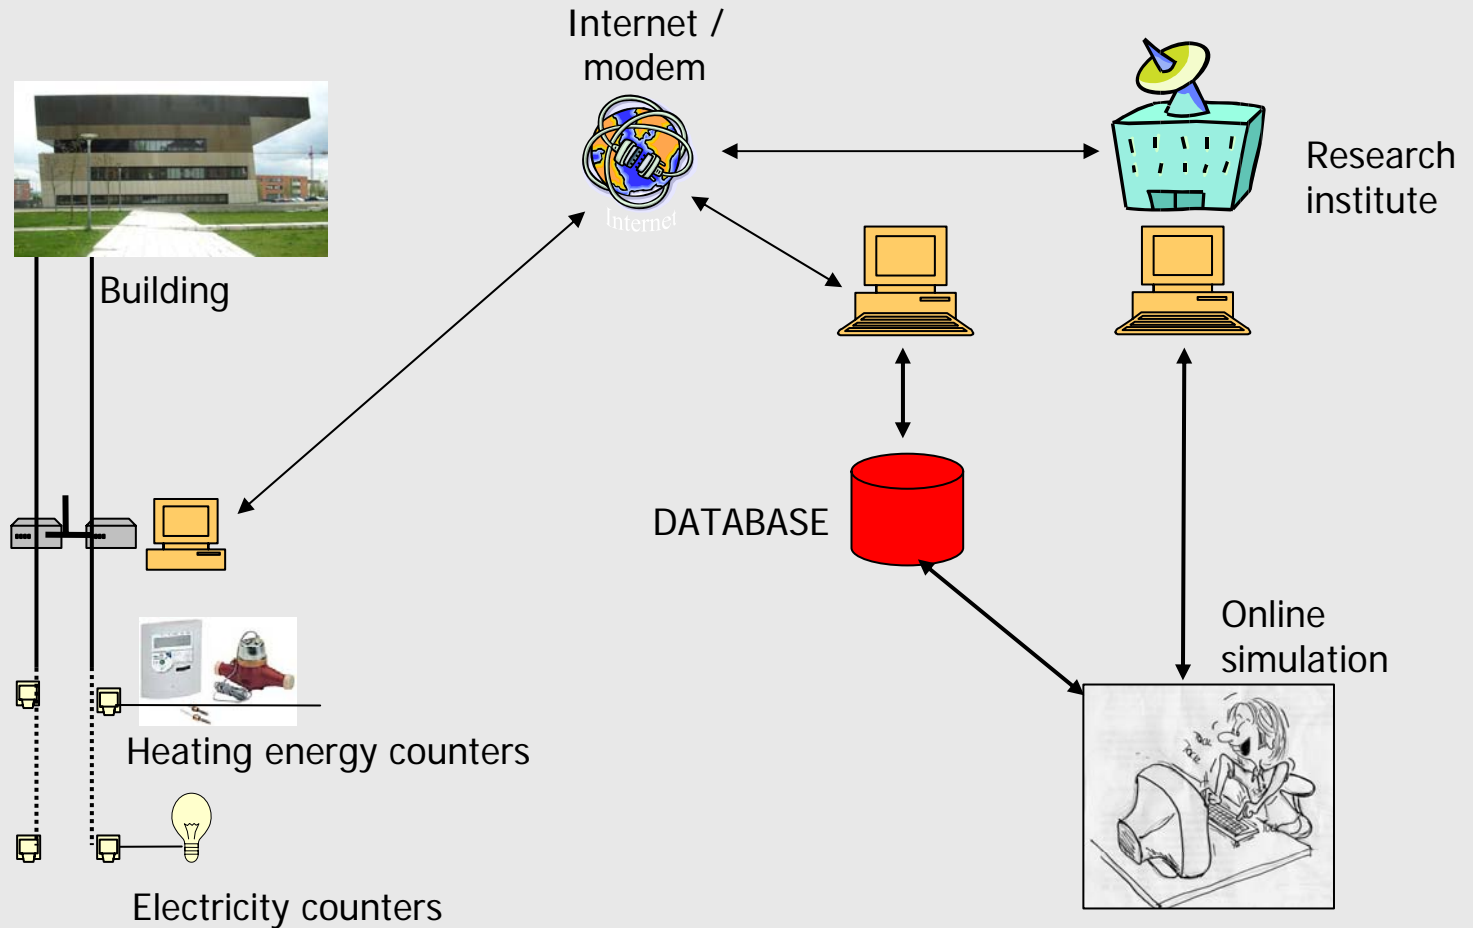 Internet /
modem
Internet
Research
institute
Building
DATABASE
Online
simulation
Heating energy counters
Electricity counters